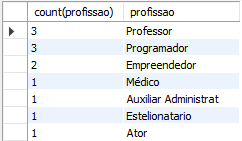 count(profissao) profissao
3 Professor
3 Programador
2 Empreendedor
1 Médico
1 Auxiliar Administrat
1 Estelionatario
1 Ator